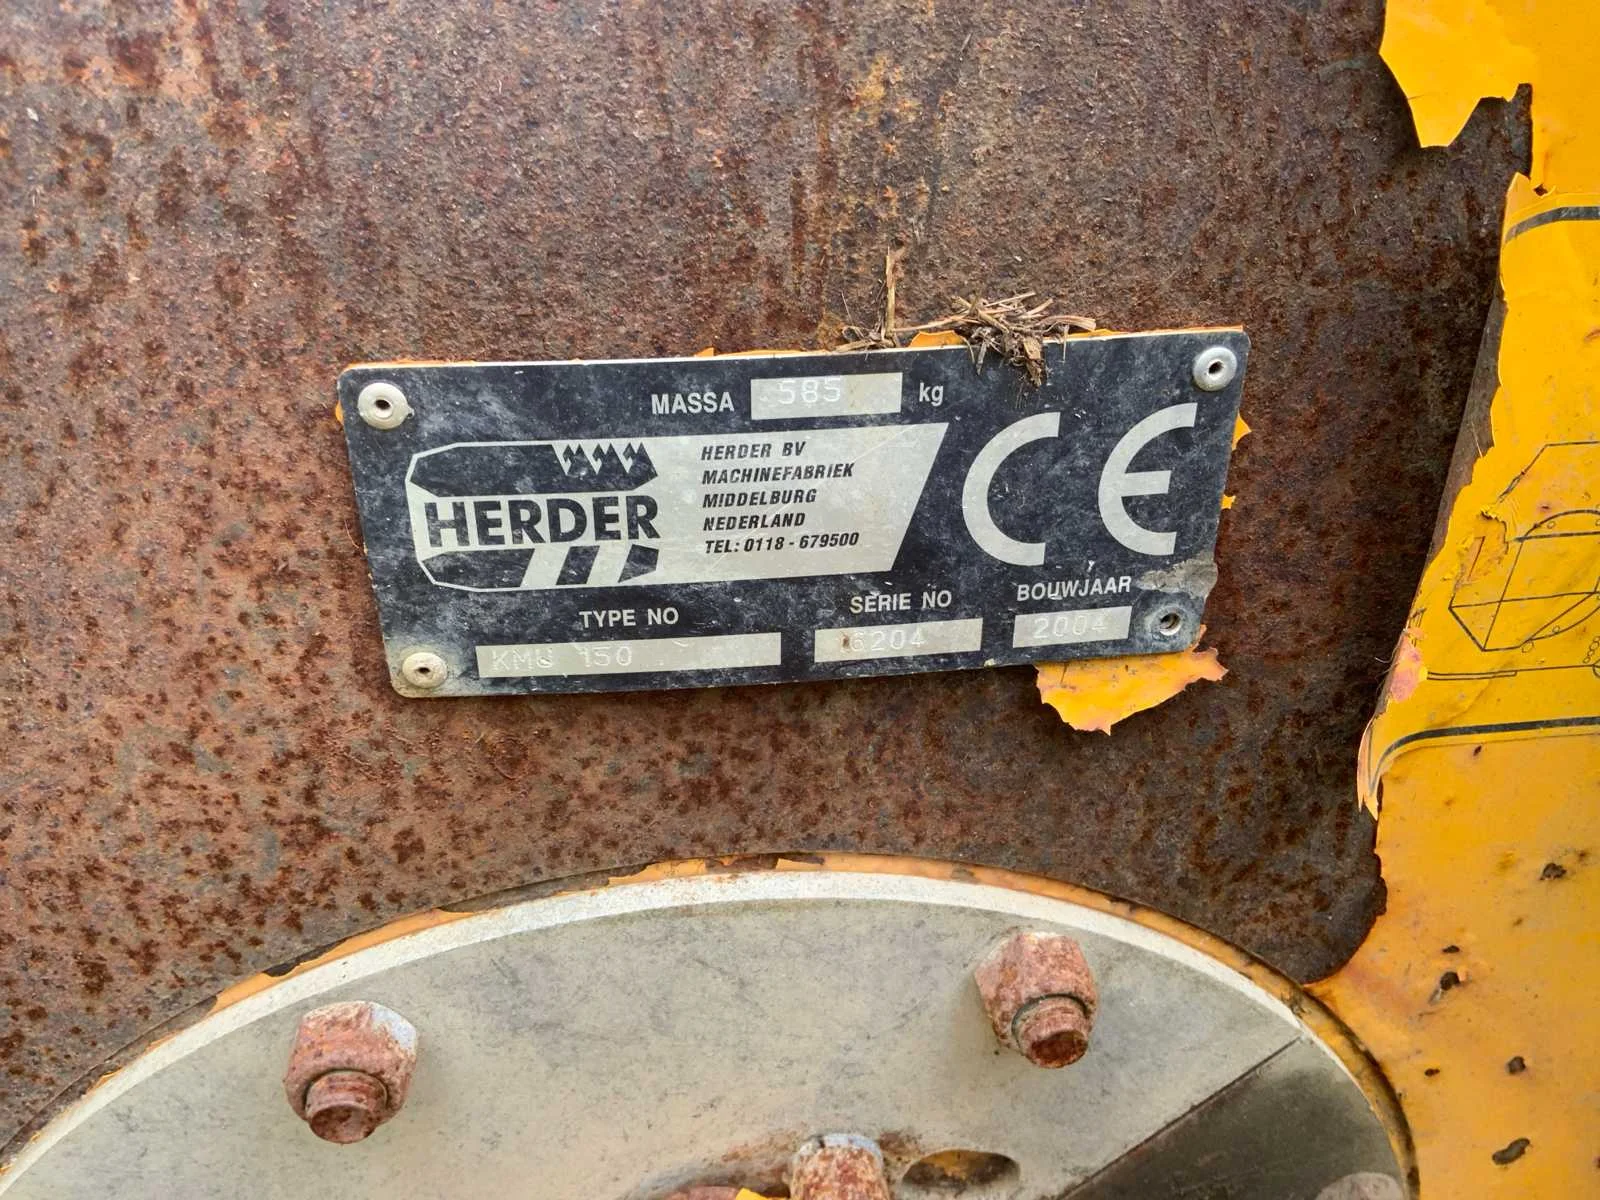 MASSA 585 kg
HERDER
HERDER BV
MACHINEFABRIEK
MIDDELBURG
NEDERLAND
TEL: 0118 - 679500
CE
TYPE NO SERIE NO BOUWJAAR
KMU 150 6204 2004